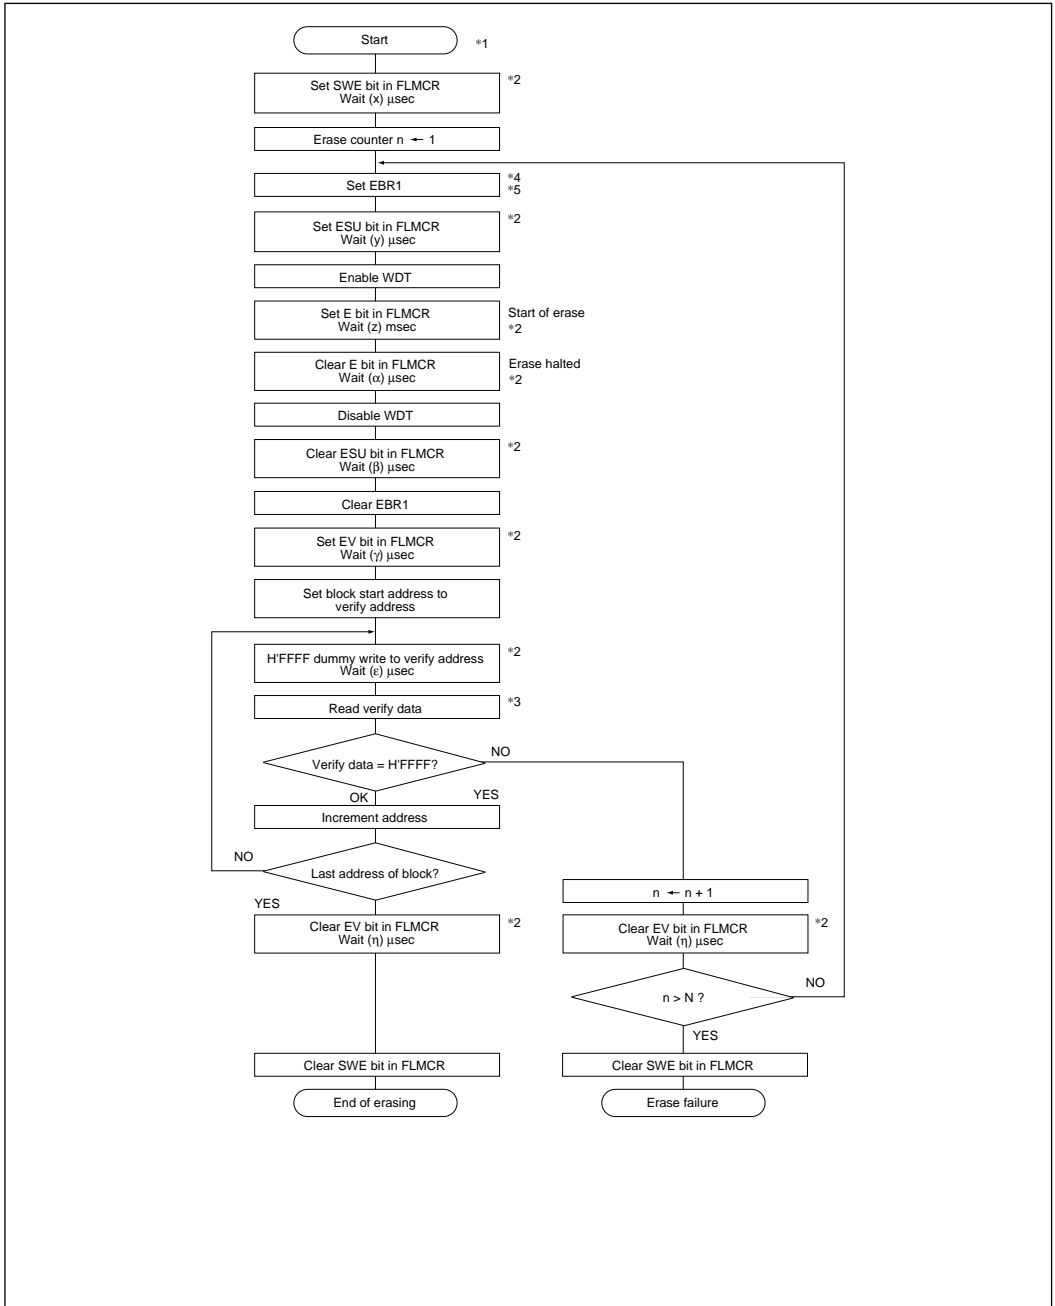 Start
*1
Set SWE bit in FLMCR
Wait (x) μsec
*2
Erase counter n ← 1
Set EBR1
*4
*5
Set ESU bit in FLMCR
Wait (y) μsec
*2
Enable WDT
Set E bit in FLMCR
Wait (z) msec
Start of erase
*2
Clear E bit in FLMCR
Wait (α) μsec
Erase halted
*2
Disable WDT
Clear ESU bit in FLMCR
Wait (β) μsec
*2
Clear EBR1
Set EV bit in FLMCR
Wait (γ) μsec
*2
Set block start address to
verify address
H'FFFF dummy write to verify address
Wait (ε) μsec
*2
Read verify data
*3
Verify data = H'FFFF?
NO
OK
YES
Increment address
NO
Last address of block?
YES
Clear EV bit in FLMCR
Wait (η) μsec
*2
n ← n + 1
Clear EV bit in FLMCR
Wait (η) μsec
*2
n > N ?
NO
YES
Clear SWE bit in FLMCR
Clear SWE bit in FLMCR
End of erasing
Erase failure